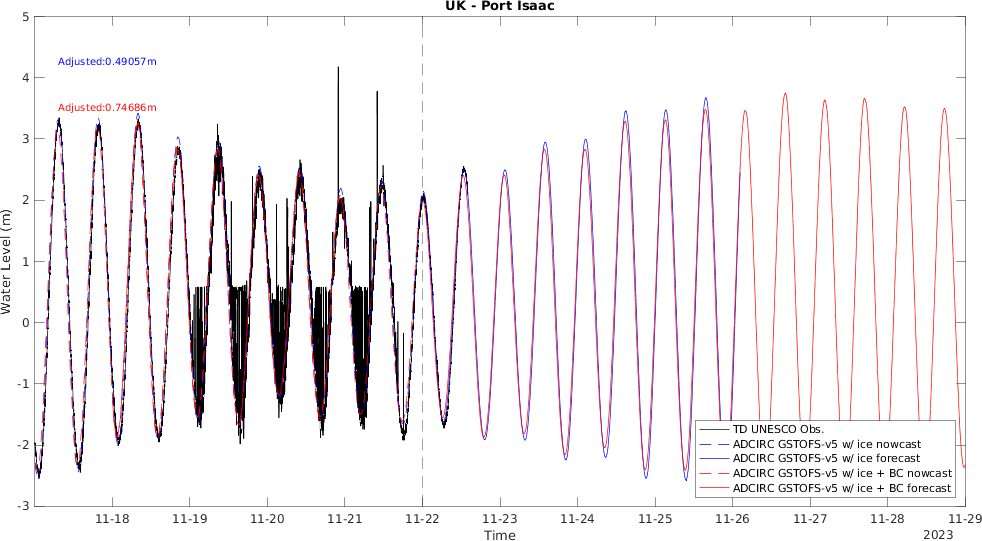 UK - Port Isaac
5
4
3
2
1
0
-1
-2
-3
Water Level (m)
Adjusted:0.49057m
Adjusted:0.74686m
TD UNESCO Obs.
ADCIRC GSTOFS-v5 w/ ice nowcast
ADCIRC GSTOFS-v5 w/ ice forecast
ADCIRC GSTOFS-v5 w/ ice + BC nowcast
ADCIRC GSTOFS-v5 w/ ice + BC forecast
11-18 11-19 11-20 11-21 11-22 11-23 11-24 11-25 11-26 11-27 11-28 11-29
Time
2023